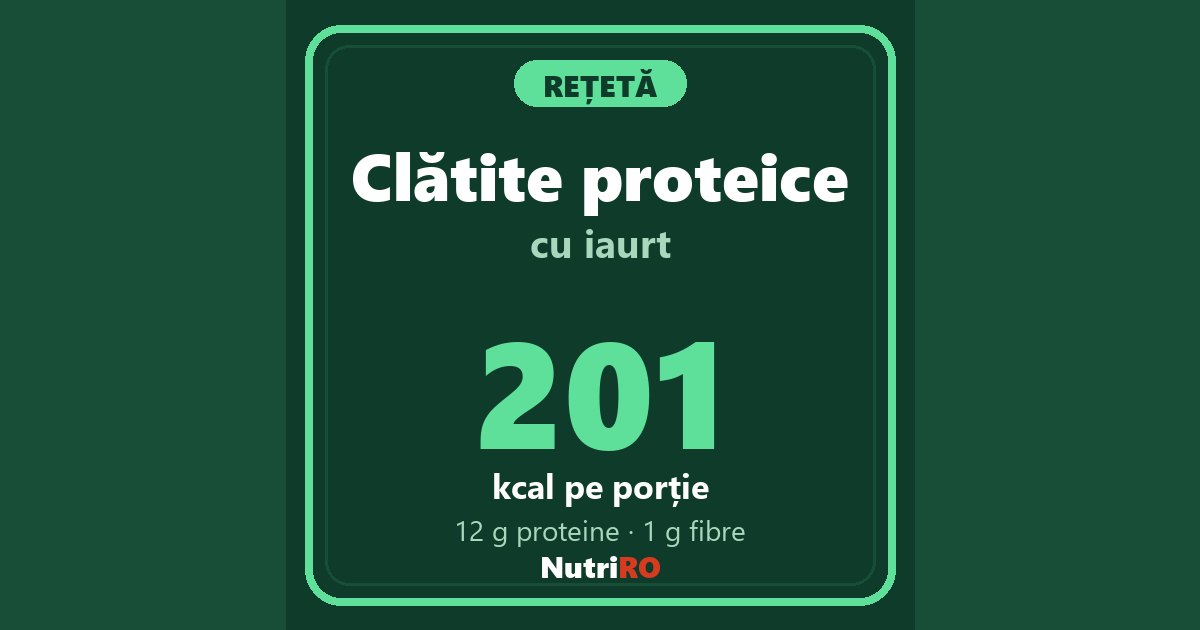 REȚETĂ
Clătite proteice
cu iaurt
201
kcal pe porție
12 g proteine · 1 g fibre
NutriRO